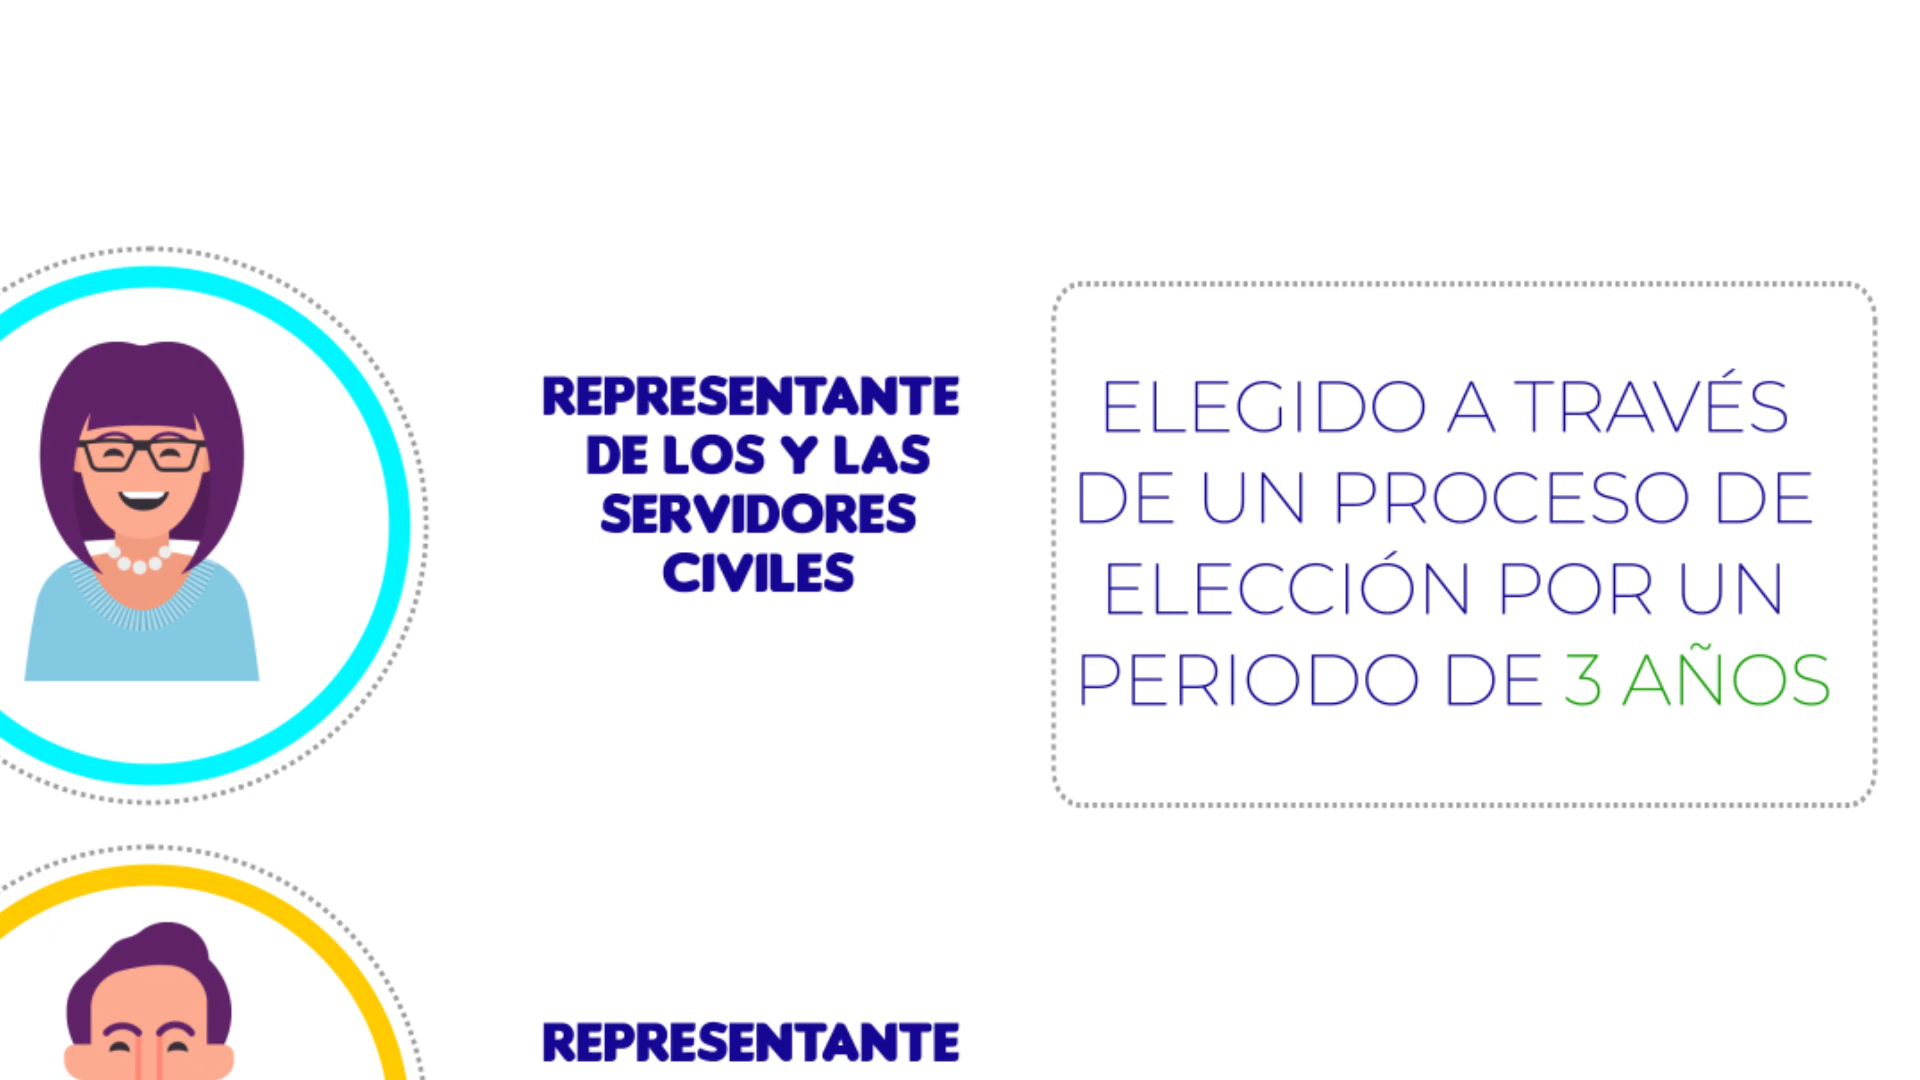 REPRESENTANTE
DE LOS Y LAS
SERVIDORES
CIVILES
ELEGIDO A TRAVÉS
DE UN PROCESO DE
ELECCIÓN POR UN
PERIODO DE 3 AÑOS
REPRESENTANTE